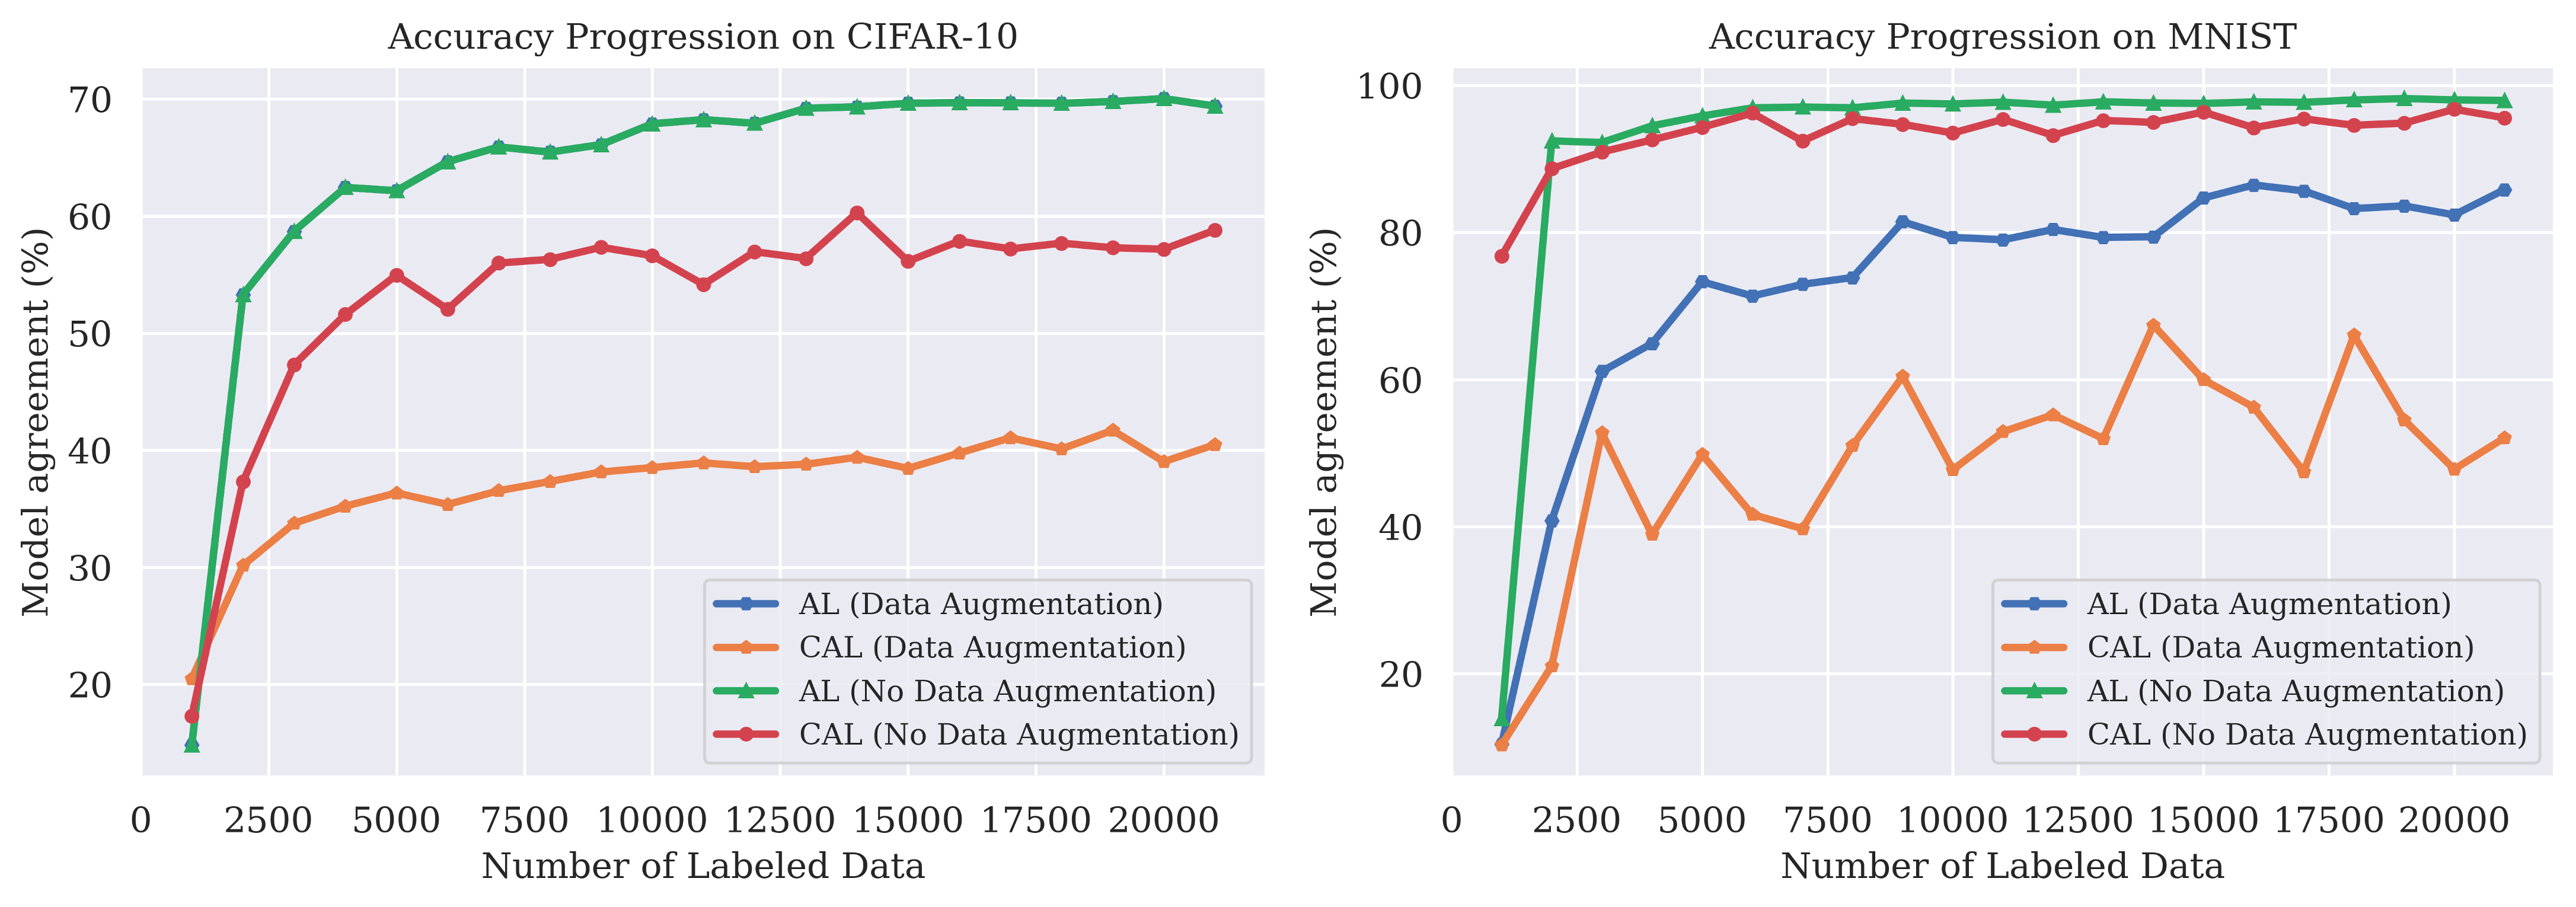 Accuracy Progression on CIFAR-10
Model agreement (%)
70
60
50
40
30
20
AL (Data Augmentation)
CAL (Data Augmentation)
AL (No Data Augmentation)
CAL (No Data Augmentation)
0 2500 5000 7500 10000 12500 15000 17500 20000
Number of Labeled Data
Accuracy Progression on MNIST
Model agreement (%)
100
80
60
40
20
AL (Data Augmentation)
CAL (Data Augmentation)
AL (No Data Augmentation)
CAL (No Data Augmentation)
0 2500 5000 7500 10000 12500 15000 17500 20000
Number of Labeled Data